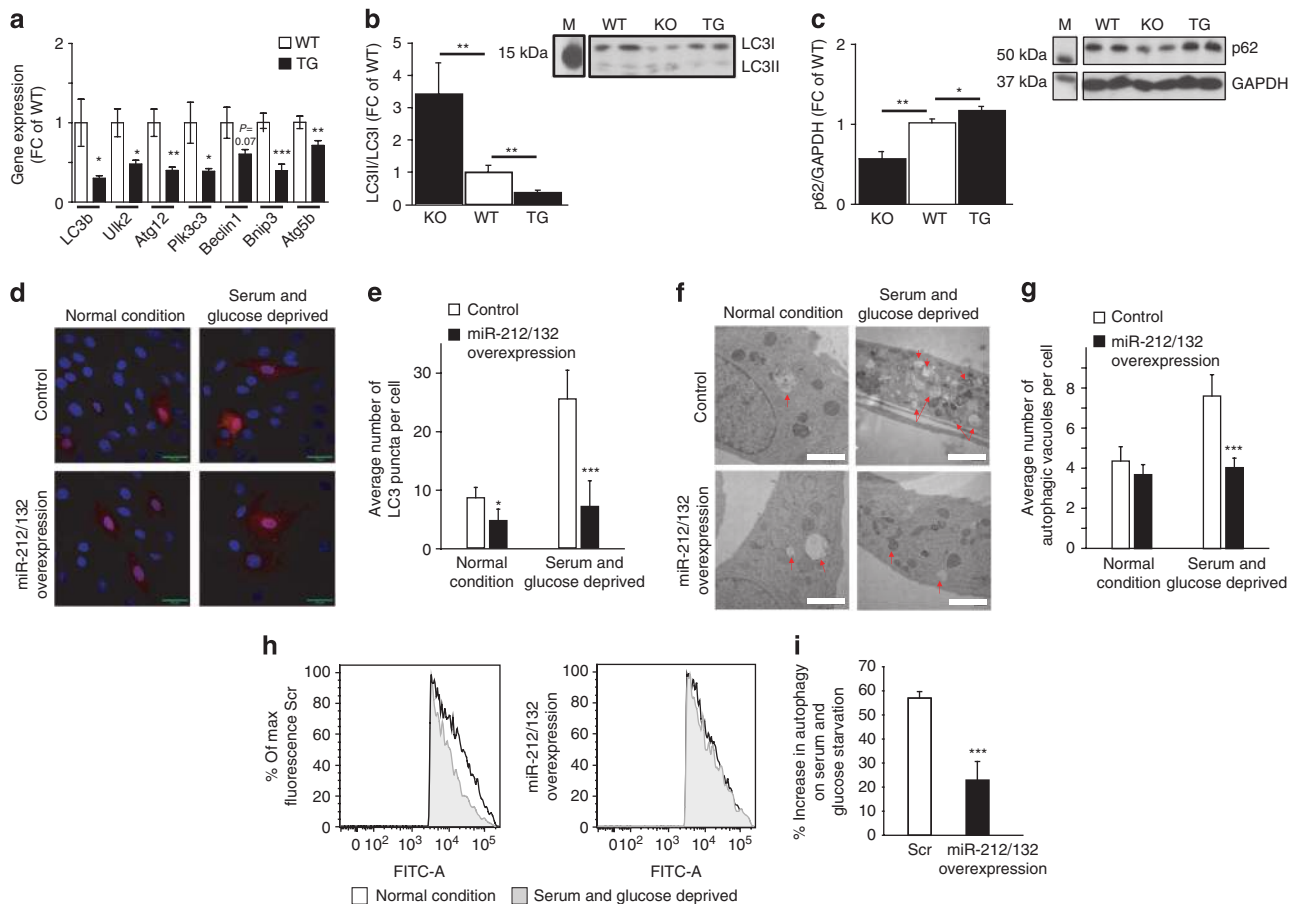 a
Gene expression
(FC of WT)
2
1
0
WT
TG
*
*
**
*
P=
0.07
***
**
LC3b
Ulk2
Atg12
Plk3c3
Beclin1
Bnip3
Atg5b
b
LC3II/LC3I (FC of WT)
5
4
3
2
1
0
**
**
KO
WT
TG
M
WT
KO
TG
15 kDa
LC3I
LC3II
c
p62/GAPDH (FC of WT)
2
1
0
**
*
KO
WT
TG
M
WT
KO
TG
50 kDa
37 kDa
p62
GAPDH
d
Normal condition
Serum and
glucose deprived
Control
miR-212/132
overexpression
e
Control
miR-212/132
overexpression
Average number of
LC3 puncta per cell
30
20
10
0
*
***
Normal
condition
Serum and
glucose deprived
f
Normal condition
Serum and
glucose deprived
Control
miR-212/132
overexpression
g
Control
miR-212/132
overexpression
Average number of
autophagic vacuoles per cell
8
6
4
2
0
***
Normal
condition
Serum and
glucose deprived
h
% Of max
fluorescence Scr
100
80
60
40
20
0
0 10² 10³ 10⁴ 10⁵
FITC-A
miR-212/132
overexpression
100
80
60
40
20
0
0 10² 10³ 10⁴ 10⁵
FITC-A
Normal condition
Serum and glucose deprived
i
% Increase in autophagy
on serum and
glucose starvation
70
60
50
40
30
20
10
0
***
Scr
miR-212/132
overexpression